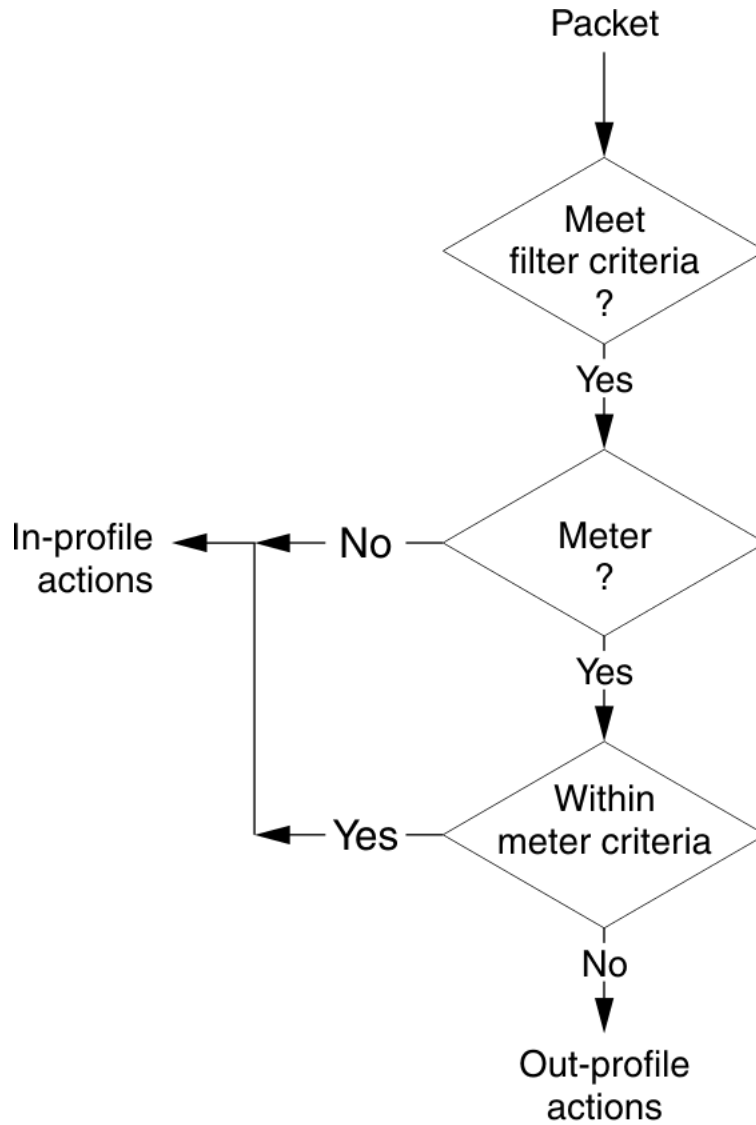 Packet
Meet
filter criteria
?
Yes
Meter
?
No
In-profile
actions
Yes
Within
meter criteria
Yes
No
Out-profile
actions